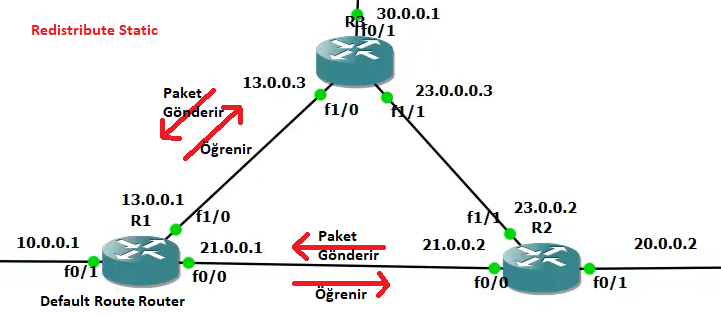 Redistribute Static
30.0.0.1
R3
f0/1
13.0.0.3
23.0.0.3
Paket
Gönderir
f1/0
f1/1
Öğrenir
13.0.0.1
R1
f1/0
f1/1
23.0.0.2
R2
10.0.0.1
21.0.0.1
Paket
Gönderir
21.0.0.2
20.0.0.2
f0/1
f0/0
f0/0
f0/1
Default Route Router
Öğrenir